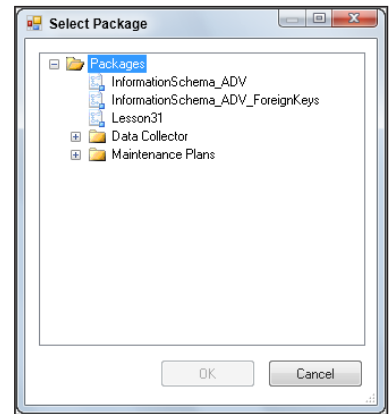 Select Package
Packages
InformationSchema_ADV
InformationSchema_ADV_ForeignKeys
Lesson31
Data Collector
Maintenance Plans
OK
Cancel